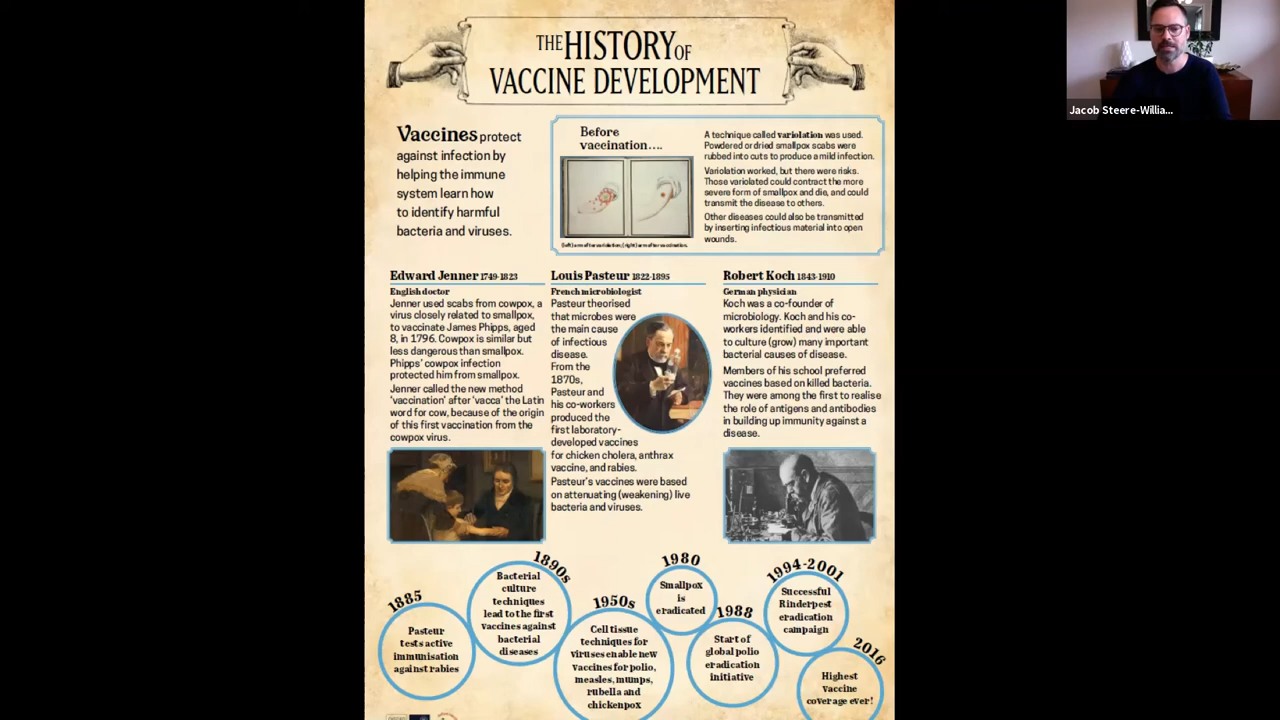 THE HISTORY OF
VACCINE DEVELOPMENT
Jacob Steere-Willia...
Vaccines protect
against infection by
helping the immune
system learn how
to identify harmful
bacteria and viruses.
Before
vaccination....
(left) arm after variolation; (right) arm after vaccination.
A technique called variolation was used.
Powdered or dried smallpox scabs were
rubbed into cuts to produce a mild infection.
Variolation worked, but there were risks.
Those variolated could contract the more
severe form of smallpox and die, and could
transmit the disease to others.
Other diseases could also be transmitted
by inserting infectious material into open
wounds.
Edward Jenner 1749-1823
English doctor
Jenner used scabs from cowpox, a
virus closely related to smallpox,
to vaccinate James Phipps, aged
8, in 1796. Cowpox is similar but
less dangerous than smallpox.
Phipps' cowpox infection
protected him from smallpox.
Jenner called the new method
'vaccination' after 'vacca' the Latin
word for cow, because of the origin
of this first vaccination from the
cowpox virus.
Louis Pasteur 1822-1895
French microbiologist
Pasteur theorised
that microbes were
the main cause
of infectious
disease.
From the
1870s,
Pasteur and
his co-workers
produced the
first laboratory-
developed vaccines
for chicken cholera, anthrax
vaccine, and rabies.
Pasteur's vaccines were based
on attenuating (weakening) live
bacteria and viruses.
Robert Koch 1843-1910
German physician
Koch was a co-founder of
microbiology. Koch and his co-
workers identified and were able
to culture (grow) many important
bacterial causes of disease.
Members of his school preferred
vaccines based on killed bacteria.
They were among the first to realise
the role of antigens and antibodies
in building up immunity against a
disease.
1885
Pasteur
tests active
immunisation
against rabies
1890s
Bacterial
culture
techniques
lead to the first
vaccines against
bacterial
diseases
1950s
Cell tissue
techniques for
viruses enable new
vaccines for polio,
measles, mumps,
rubella and
chickenpox
1980
Smallpox
is
eradicated
1988
Start of
global polio
eradication
initiative
1994-2001
Successful
Rinderpest
eradication
campaign
2016
Highest
vaccine
coverage ever!